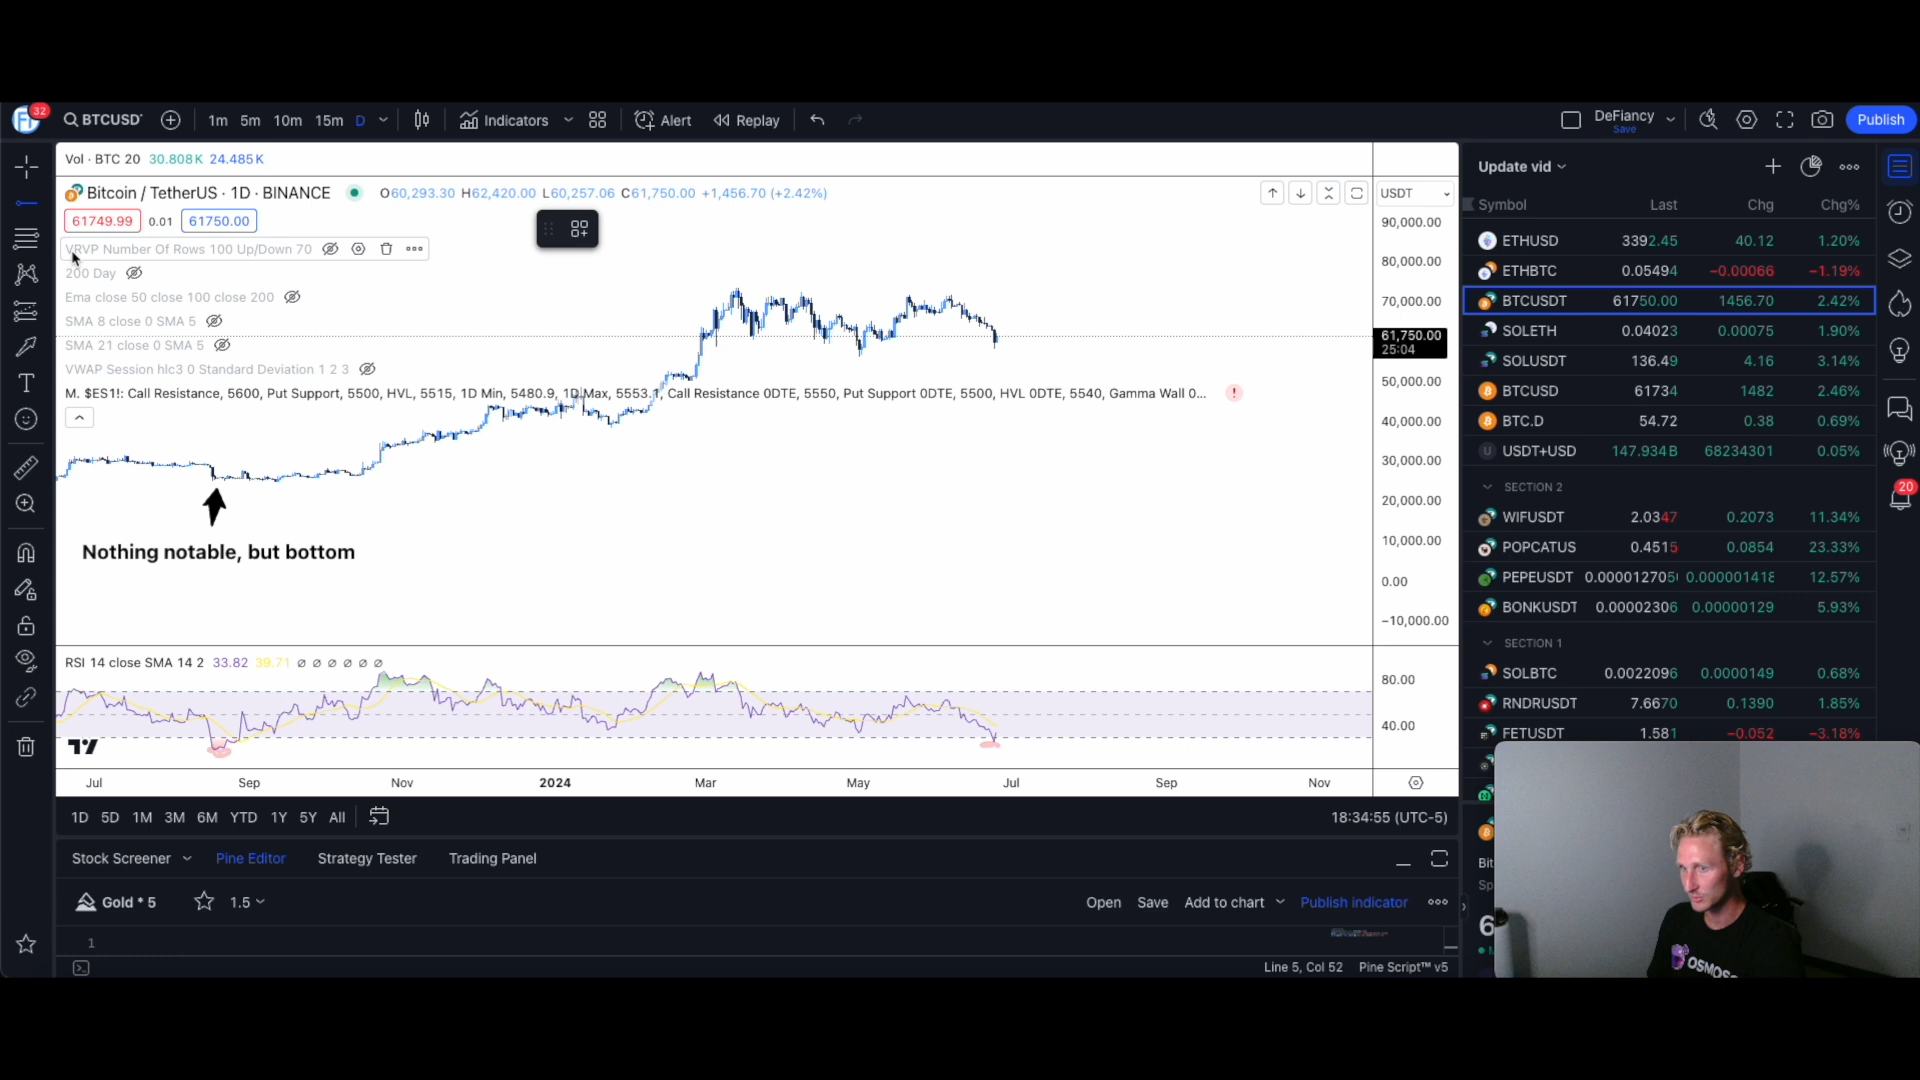 32
BTCUSDT
1m 5m 10m 15m D
Indicators
Alert
Replay
DeFiancy
Save
Publish
Vol · BTC 20 30.808K 24.485K
Bitcoin / TetherUS · 1D · BINANCE
O60,293.30 H62,420.00 L60,257.06 C61,750.00 +1,456.70 (+2.42%)
61749.99 0.01 61750.00
VRVP Number Of Rows 100 Up/Down 70
200 Day
Ema close 50 close 100 close 200
SMA 8 close 0 SMA 5
SMA 21 close 0 SMA 5
VWAP Session hlc3 0 Standard Deviation 1 2 3
M. $ES1!: Call Resistance, 5600, Put Support, 5500, HVL, 5515, 1D Min, 5480.9, 1D Max, 5553.1, Call Resistance 0DTE, 5550, Put Support 0DTE, 5500, HVL 0DTE, 5540, Gamma Wall 0...
Nothing notable, but bottom
USDT
90,000.00
80,000.00
70,000.00
61,750.00
25:04
50,000.00
40,000.00
30,000.00
20,000.00
10,000.00
0.00
−10,000.00
RSI 14 close SMA 14 2 33.82 39.71 ∅ ∅ ∅ ∅ ∅ ∅
80.00
40.00
Jul Sep Nov 2024 Mar May Jul Sep Nov
1D 5D 1M 3M 6M YTD 1Y 5Y All
18:34:55 (UTC-5)
Stock Screener Pine Editor Strategy Tester Trading Panel
Gold * 5 1.5
Open Save Add to chart Publish indicator
1
Line 5, Col 52 Pine Script™ v5
Update vid
Symbol Last Chg Chg%
ETHUSD 3392.45 40.12 1.20%
ETHBTC 0.05494 −0.00066 −1.19%
BTCUSDT 61750.00 1456.70 2.42%
SOLETH 0.04023 0.00075 1.90%
SOLUSDT 136.49 4.16 3.14%
BTCUSD 61734 1482 2.46%
BTC.D 54.72 0.38 0.69%
USDT+USD 147.934B 68234301 0.05%
SECTION 2
WIFUSDT 2.0347 0.2073 11.34%
POPCATUS 0.4515 0.0854 23.33%
PEPEUSDT 0.000012705 0.000001418 12.57%
BONKUSDT 0.00002306 0.00000129 5.93%
SECTION 1
SOLBTC 0.0022096 0.0000149 0.68%
RNDRUSDT 7.6670 0.1390 1.85%
FETUSDT 1.581 −0.052 −3.18%
20
Bit
Sp
6
OSMOS